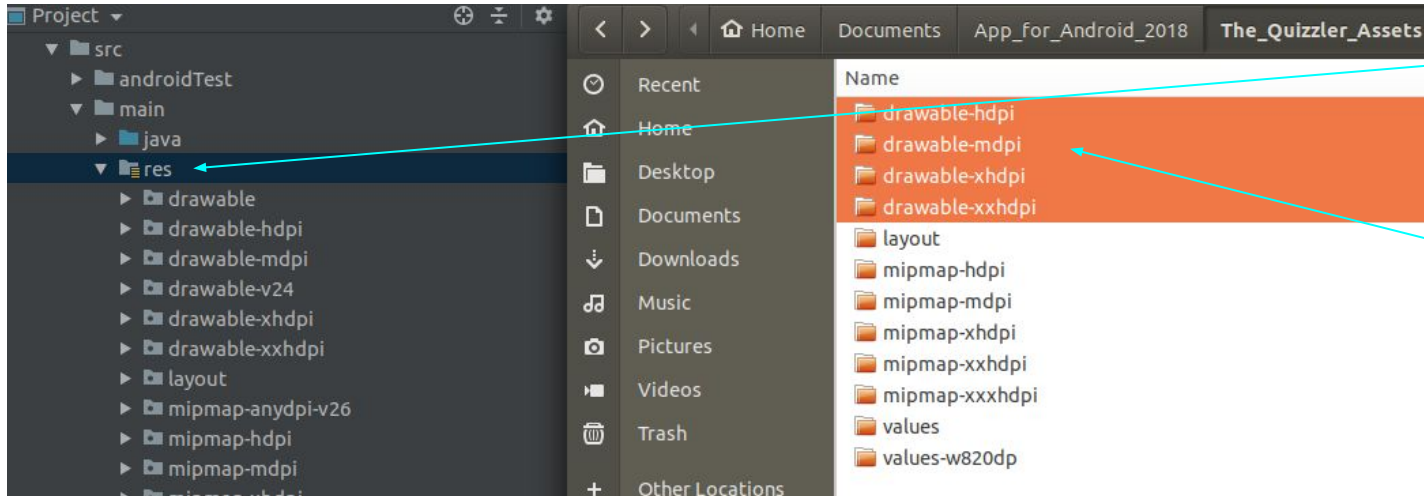 Project
src
androidTest
main
java
res
drawable
drawable-hdpi
drawable-mdpi
drawable-v24
drawable-xhdpi
drawable-xxhdpi
layout
mipmap-anydpi-v26
mipmap-hdpi
mipmap-mdpi
Home Documents App_for_Android_2018 The_Quizzler_Assets
Recent
Home
Desktop
Documents
Downloads
Music
Pictures
Videos
Trash
Other Locations
Name
drawable-hdpi
drawable-mdpi
drawable-xhdpi
drawable-xxhdpi
layout
mipmap-hdpi
mipmap-mdpi
mipmap-xhdpi
mipmap-xxhdpi
mipmap-xxxhdpi
values
values-w820dp